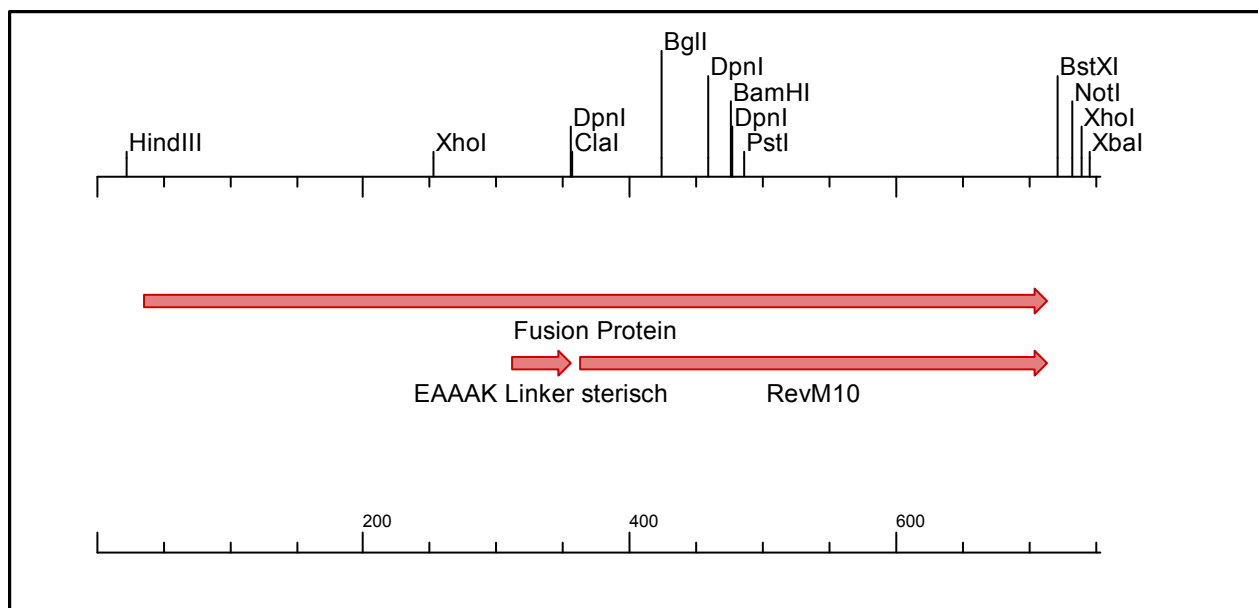 BglI
DpnI
BstXI
BamHI
NotI
DpnI
DpnI
XhoI
HindIII
XhoI
ClaI
PstI
XbaI
Fusion Protein
EAAAK Linker sterisch
RevM10
200
400
600